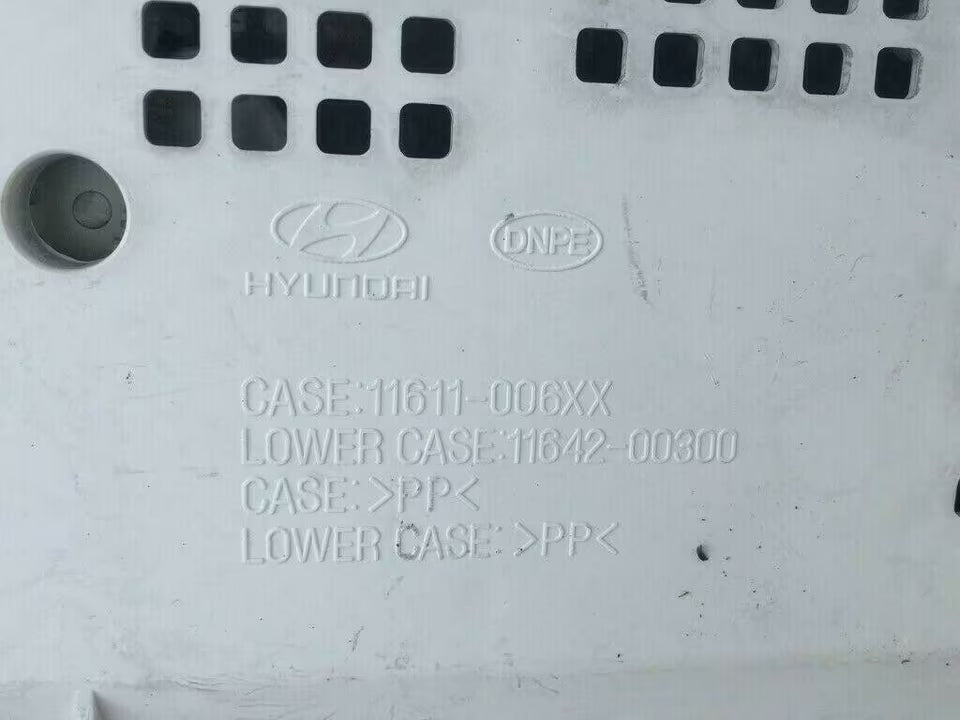 HYUNDAI
DNPE
CASE:11611-006XX
LOWER CASE:11642-00300
CASE:>PP<
LOWER CASE: >PP<